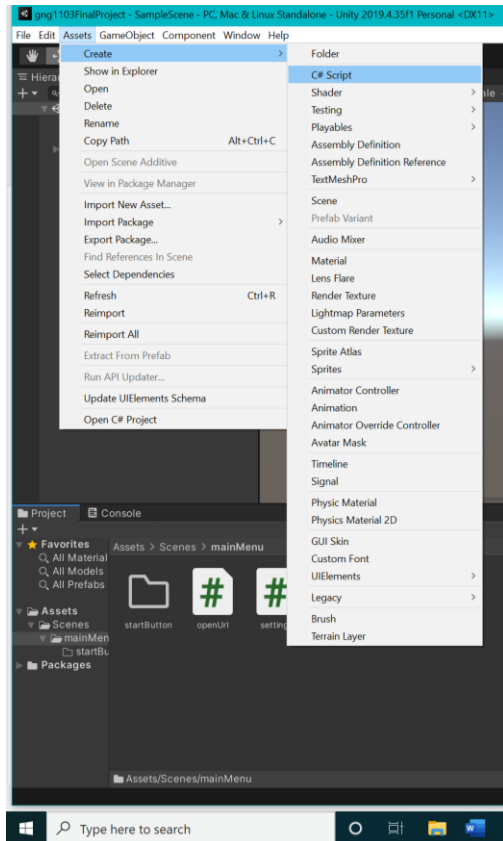 gng1103FinalProject - SampleScene - PC, Mac & Linux Standalone - Unity 2019.4.35f1 Personal <DX11>
File Edit Assets GameObject Component Window Help
Create
Show in Explorer
Open
Delete
Rename
Copy Path Alt+Ctrl+C
Open Scene Additive
View in Package Manager
Import New Asset...
Import Package
Export Package...
Find References In Scene
Select Dependencies
Refresh Ctrl+R
Reimport
Reimport All
Extract From Prefab
Run API Updater...
Update UIElements Schema
Open C# Project
Folder
C# Script
Shader
Testing
Playables
Assembly Definition
Assembly Definition Reference
TextMeshPro
Scene
Prefab Variant
Audio Mixer
Material
Lens Flare
Render Texture
Lightmap Parameters
Custom Render Texture
Sprite Atlas
Sprites
Animator Controller
Animation
Animator Override Controller
Avatar Mask
Timeline
Signal
Physic Material
Physics Material 2D
GUI Skin
Custom Font
UIElements
Legacy
Brush
Terrain Layer
Hierar
Project Console
Favorites
All Material
All Models
All Prefabs
Assets
Scenes
mainMen
startBu
Packages
Assets > Scenes > mainMenu
startButton openUrl setting
Assets/Scenes/mainMenu
Type here to search